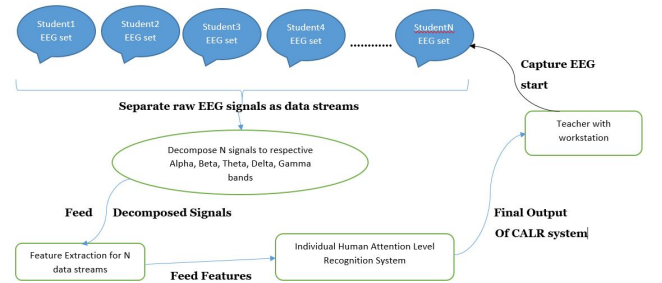 Student1
EEG set
Student2
EEG set
Student3
EEG set
Student4
EEG set
...........
StudentN
EEG set
Capture EEG
start
Separate raw EEG signals as data streams
Teacher with
workstation
Decompose N signals to respective
Alpha, Beta, Theta, Delta, Gamma
bands
Feed Decomposed Signals
Final Output
Of CALR system
Feature Extraction for N
data streams
Individual Human Attention Level
Recognition System
Feed Features